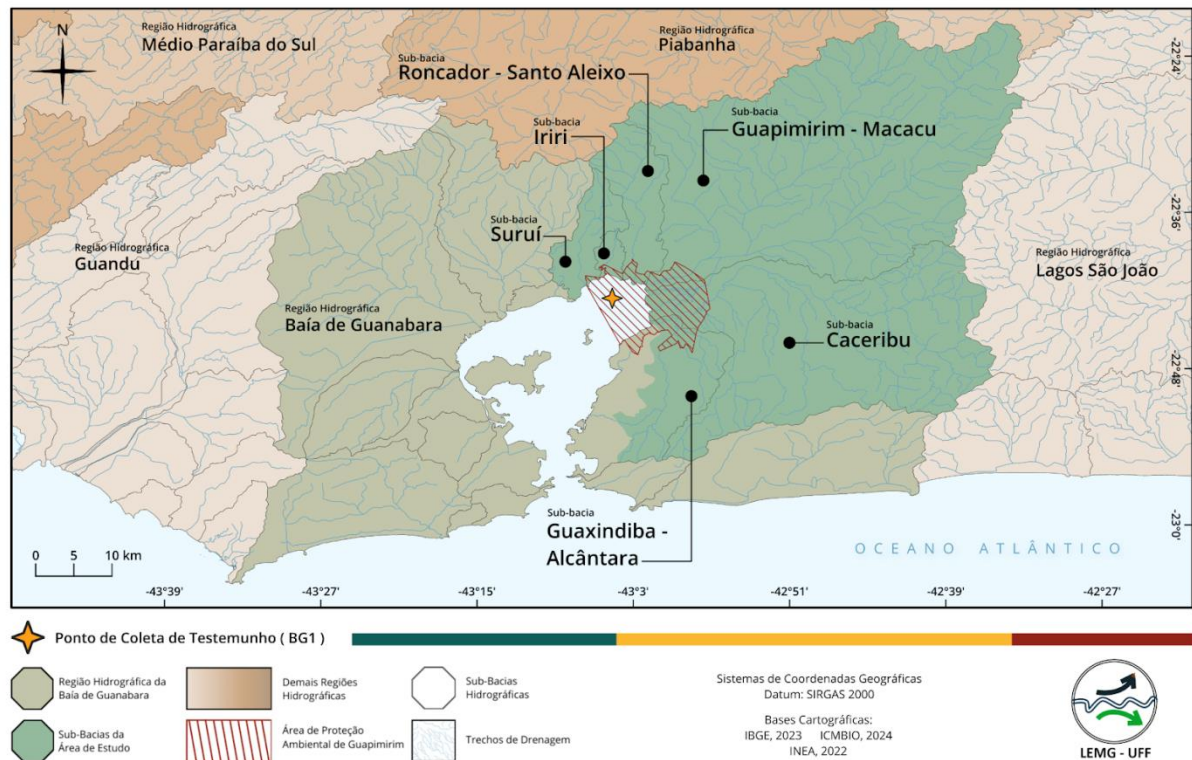 Região Hidrográfica
Médio Paraíba do Sul
Região Hidrográfica
Piabanha
Sub-bacia
Roncador - Santo Aleixo
Sub-bacia
Iriri
Sub-bacia
Guapimirim - Macacu
Sub-bacia
Suruí
Região Hidrográfica
Guandu
Região Hidrográfica
Lagos São João
Região Hidrográfica
Baía de Guanabara
Sub-bacia
Caceribu
Sub-bacia
Guaxindiba -
Alcântara
OCEANO ATLÂNTICO
N
0 5 10 km
-22°24'
-22°36'
-22°48'
-23°0'
-43°39'
-43°27'
-43°15'
-43°3'
-42°51'
-42°39'
-42°27'
Ponto de Coleta de Testemunho ( BG1 )
Região Hidrográfica da
Baía de Guanabara
Demais Regiões
Hidrográficas
Sub-Bacias
Hidrográficas
Sub-Bacias da
Área de Estudo
Área de Proteção
Ambiental de Guapimirim
Trechos de Drenagem
Sistemas de Coordenadas Geográficas
Datum: SIRGAS 2000
Bases Cartográficas:
IBGE, 2023 ICMBIO, 2024
INEA, 2022
LEMG - UFF